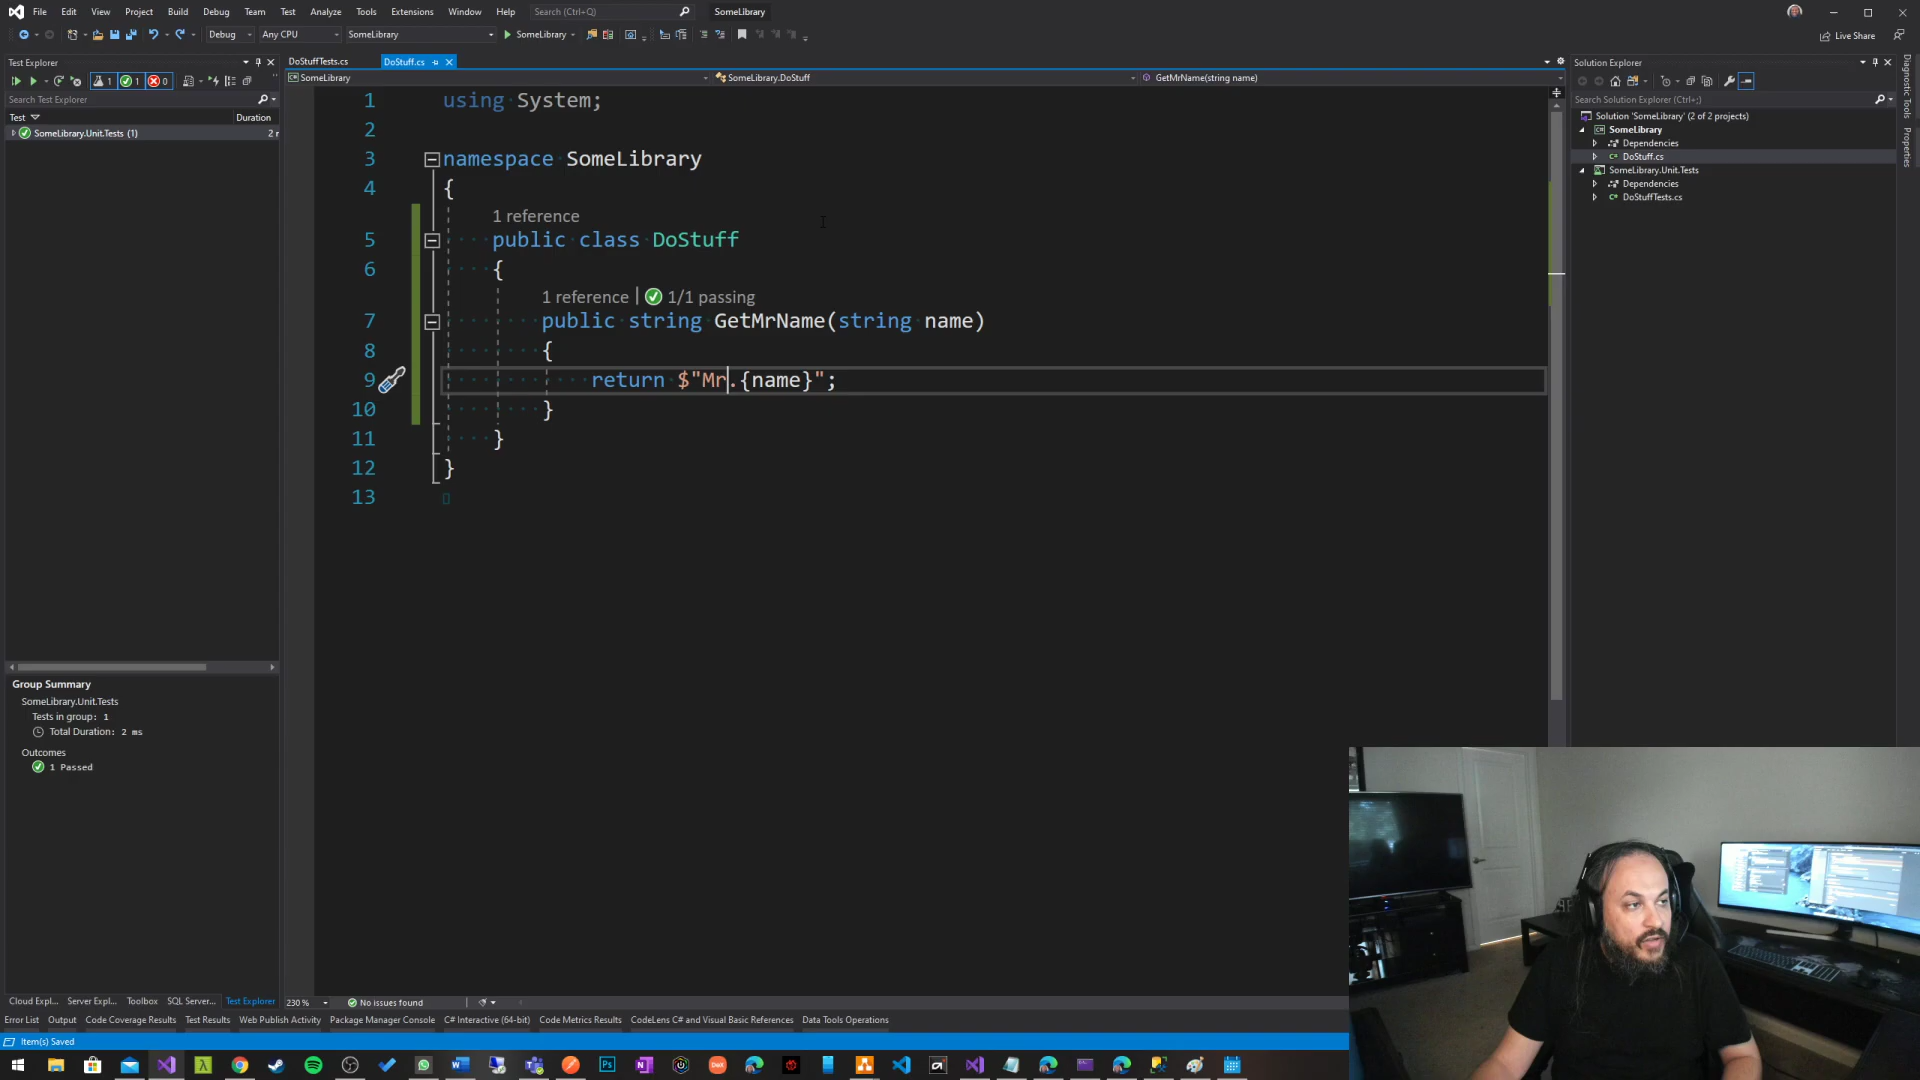 File Edit View Project Build Debug Team Test Analyze Tools Extensions Window Help Search (Ctrl+Q) SomeLibrary
Debug Any CPU SomeLibrary SomeLibrary Live Share
Test Explorer
1 1 0
Search Test Explorer
Test Duration
SomeLibrary.Unit.Tests (1) 2 r
Group Summary
SomeLibrary.Unit.Tests
Tests in group: 1
Total Duration: 2 ms
Outcomes
1 Passed
Cloud Expl... Server Expl... Toolbox SQL Server... Test Explorer
DoStuffTests.cs DoStuff.cs
SomeLibrary SomeLibrary.DoStuff GetMrName(string name)
1 using System;
2
3 namespace SomeLibrary
4 {
1 reference
5 public class DoStuff
6 {
1 reference | 1/1 passing
7 public string GetMrName(string name)
8 {
9 return $"Mr.{name}";
10 }
11 }
12 }
13
230 % No issues found
Solution Explorer
Search Solution Explorer (Ctrl+;)
Solution 'SomeLibrary' (2 of 2 projects)
SomeLibrary
Dependencies
DoStuff.cs
SomeLibrary.Unit.Tests
Dependencies
DoStuffTests.cs
Diagnostic Tools
Properties
Error List Output Code Coverage Results Test Results Web Publish Activity Package Manager Console C# Interactive (64-bit) Code Metrics Results CodeLens C# and Visual Basic References Data Tools Operations
Item(s) Saved